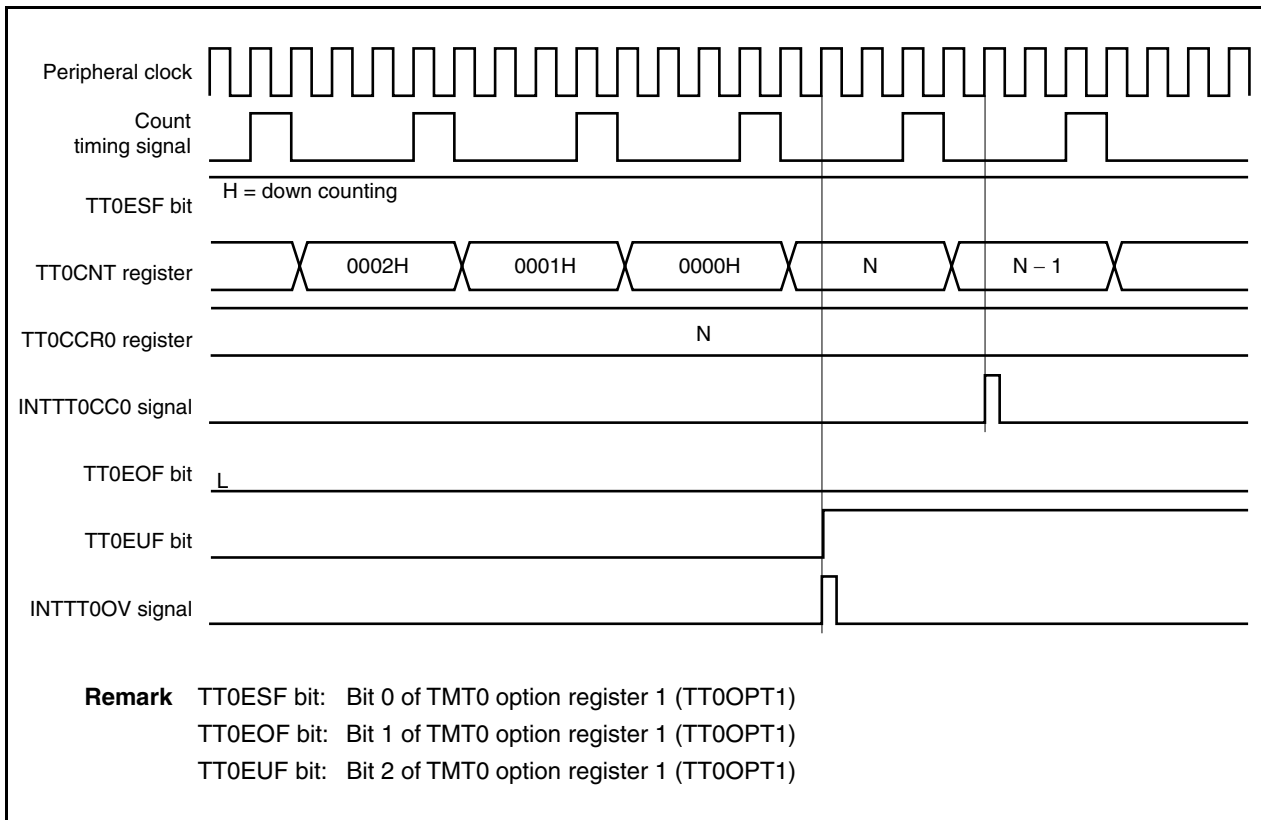 Peripheral clock
Count
timing signal
H = down counting
TT0ESF bit
TT0CNT register
0002H
0001H
0000H
N
N – 1
TT0CCR0 register
N
INTTT0CC0 signal
TT0EOF bit
L
TT0EUF bit
INTTT0OV signal
Remark TT0ESF bit: Bit 0 of TMT0 option register 1 (TT0OPT1)
TT0EOF bit: Bit 1 of TMT0 option register 1 (TT0OPT1)
TT0EUF bit: Bit 2 of TMT0 option register 1 (TT0OPT1)